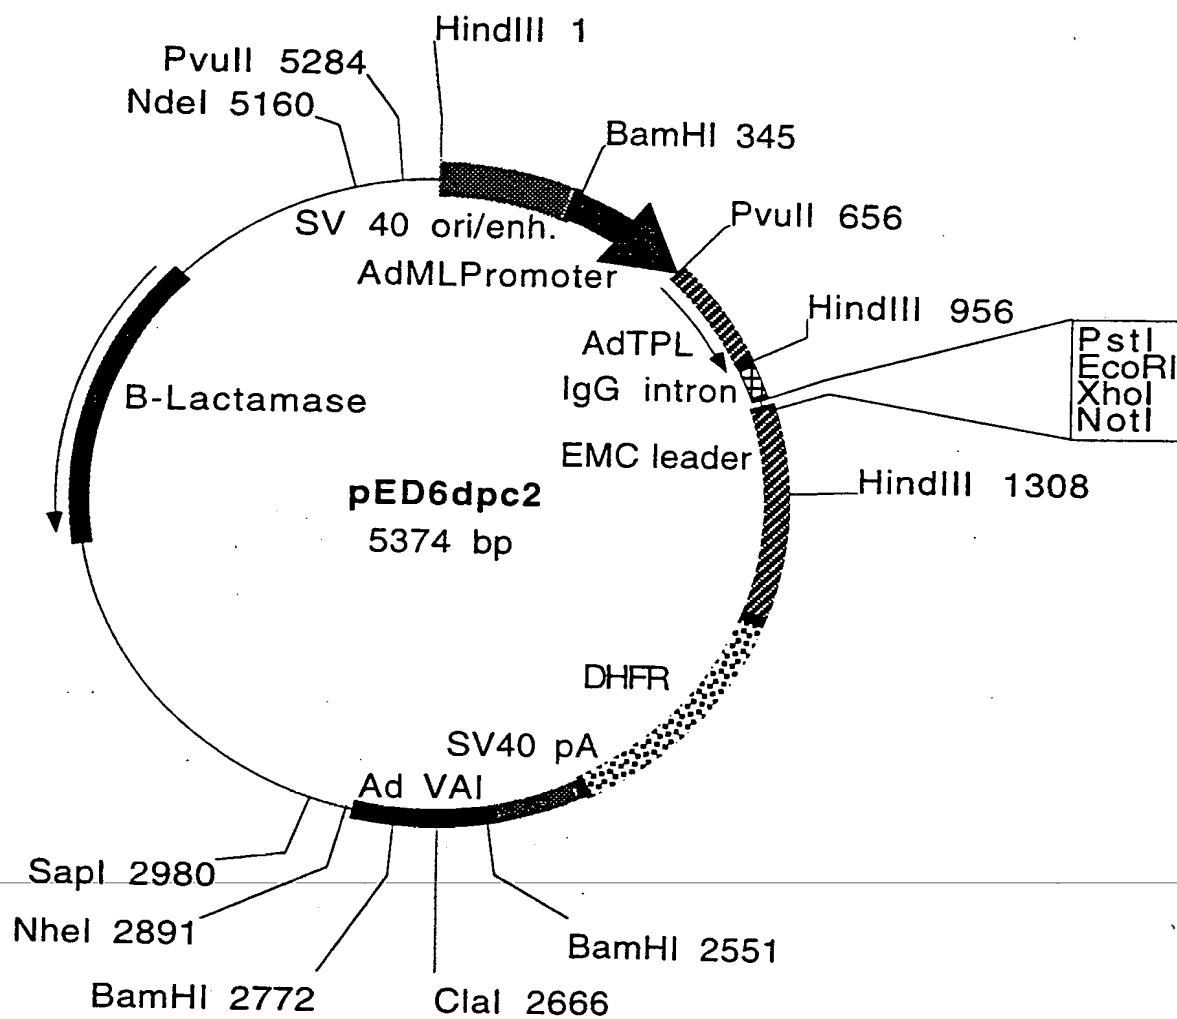 HindIII 1
PvuII 5284
NdeI 5160
BamHI 345
PvuII 656
SV 40 ori/enh.
AdMLPromoter
HindIII 956
AdTPL
IgG intron
PstI
EcoRI
XhoI
NotI
B-Lactamase
EMC leader
HindIII 1308
pED6dpc2
5374 bp
DHFR
SV40 pA
Ad VAI
SapI 2980
NheI 2891
BamHI 2551
BamHI 2772
ClaI 2666